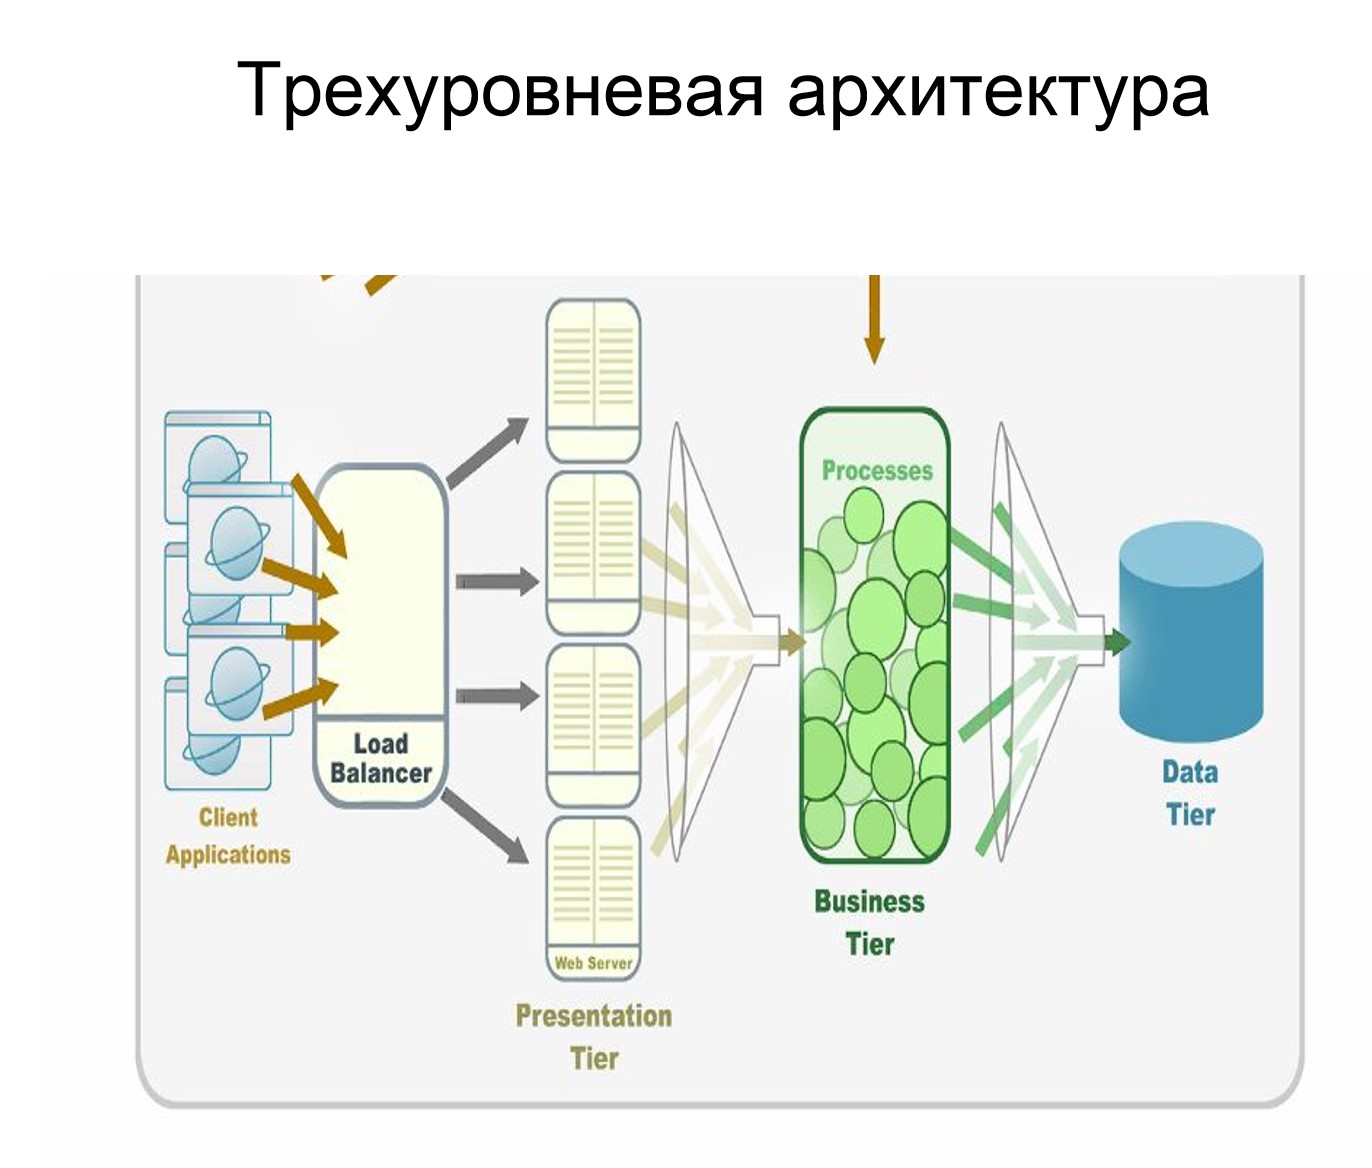 Трехуровневая архитектура
Processes
Load
Balancer
Client
Applications
Data
Tier
Business
Tier
Web Server
Presentation
Tier